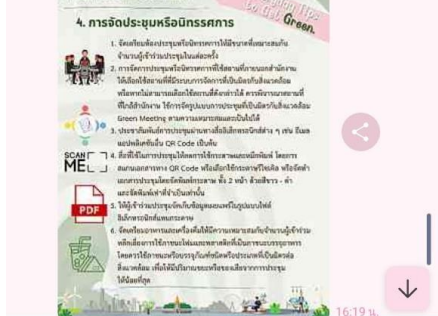 to Get Green.
4. การจัดประชุมหรือนิทรรศการ
1. จัดเตรียมห้องประชุมหรือนิทรรศการให้มีขนาดที่เหมาะสมกับ
จำนวนผู้เข้าร่วมประชุมในแต่ละครั้ง
2. การจัดการประชุมหรือนิทรรศการที่ใช้สถานที่ภายนอกสำนักงาน
ให้เลือกใช้สถานที่ที่มีระบบการจัดการที่เป็นมิตรกับสิ่งแวดล้อม
หรือหากไม่สามารถเลือกใช้สถานที่ดังกล่าวได้ ควรพิจารณาสถานที่
ที่ใกล้สำนักงาน ใช้การจัดรูปแบบการประชุมที่เป็นมิตรกับสิ่งแวดล้อม
Green Meeting ตามความเหมาะสมและเป็นไปได้
3. ประชาสัมพันธ์การประชุมผ่านทางสื่ออิเล็กทรอนิกส์ต่าง ๆ เช่น อีเมล
แอปพลิเคชันอื่น QR Code เป็นต้น
SCAN ME
4. สื่อที่ใช้ในการประชุมให้ลดการใช้กระดาษและหมึกพิมพ์ โดยการ
สแกนเอกสารทาง QR Code หรือเลือกใช้กระดาษรีไซเคิล หรือจัดทำ
เอกสารประชุมโดยจัดพิมพ์กระดาษ ทั้ง 2 หน้า ด้วยสีขาว - ดำ
และจัดพิมพ์เท่าที่จำเป็นเท่านั้น
PDF
5. ให้ผู้เข้าร่วมประชุมจัดเก็บข้อมูลเผยแพร่ในรูปแบบไฟล์
อิเล็กทรอนิกส์แทนกระดาษ
6. จัดเตรียมอาหารและเครื่องดื่มให้มีความเหมาะสมกับจำนวนผู้เข้าร่วม
หลีกเลี่ยงการใช้ภาชนะโฟมและพลาสติกที่เป็นภาชนะบรรจุอาหาร
โดยควรใช้ภาชนะหรือบรรจุภัณฑ์ชนิดหรือประเภทที่เป็นมิตรต่อ
สิ่งแวดล้อม เพื่อให้มีปริมาณขยะหรือของเสียจากการประชุม
ให้น้อยที่สุด
16:19 น.